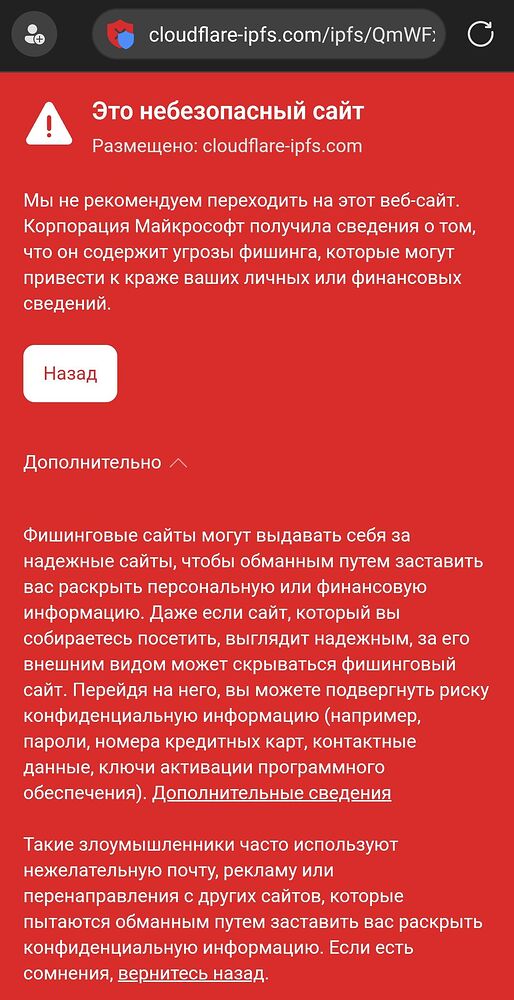 cloudflare-ipfs.com/ipfs/QmWF
Это небезопасный сайт
Размещено: cloudflare-ipfs.com
Мы не рекомендуем переходить на этот веб-сайт.
Корпорация Майкрософт получила сведения о том,
что он содержит угрозы фишинга, которые могут
привести к краже ваших личных или финансовых
сведений.
Назад
Дополнительно
Фишинговые сайты могут выдавать себя за
надежные сайты, чтобы обманным путем заставить
вас раскрыть персональную или финансовую
информацию. Даже если сайт, который вы
собираетесь посетить, выглядит надежным, за его
внешним видом может скрываться фишинговый
сайт. Перейдя на него, вы можете подвергнуть риску
конфиденциальную информацию (например,
пароли, номера кредитных карт, контактные
данные, ключи активации программного
обеспечения). Дополнительные сведения
Такие злоумышленники часто используют
нежелательную почту, рекламу или
перенаправления с других сайтов, которые
пытаются обманным путем заставить вас раскрыть
конфиденциальную информацию. Если есть
сомнения, вернитесь назад.